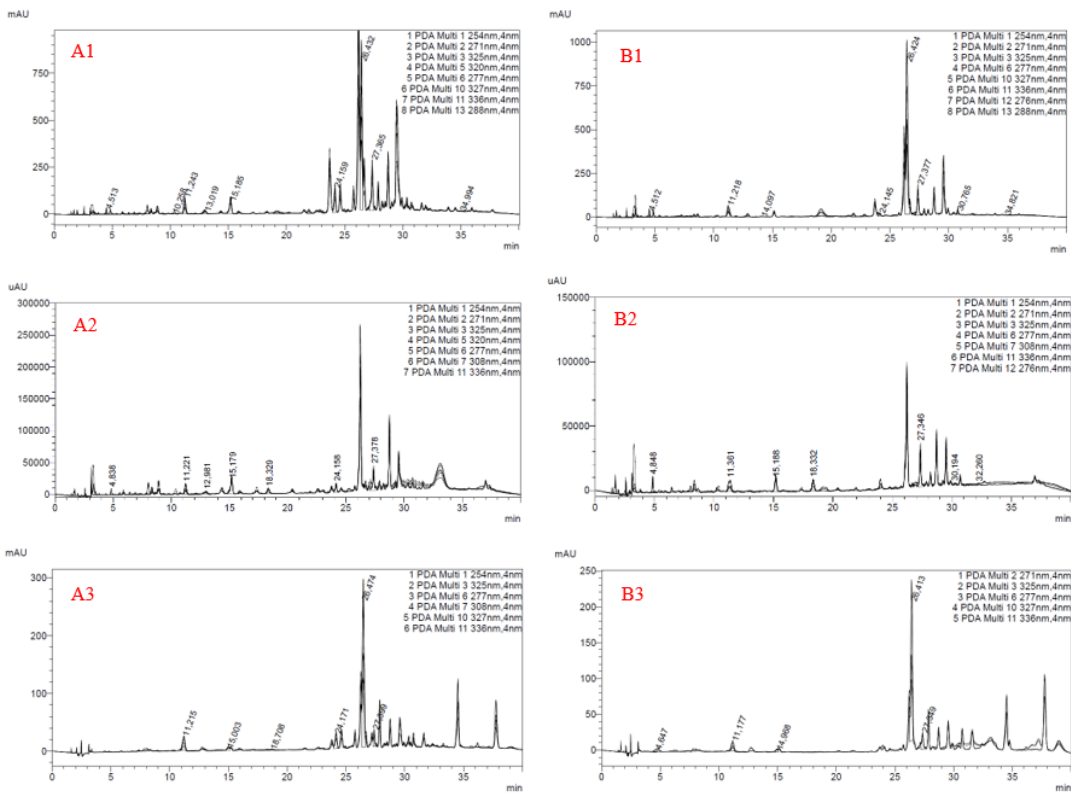 mAU
A1
1 PDA Multi 1 254nm,4nm
2 PDA Multi 2 271nm,4nm
3 PDA Multi 3 325nm,4nm
4 PDA Multi 5 320nm,4nm
5 PDA Multi 6 277nm,4nm
6 PDA Multi 10 327nm,4nm
7 PDA Multi 11 336nm,4nm
8 PDA Multi 13 288nm,4nm
750
500
250
0
4,513
10,258
11,243
13,019
15,185
24,159
26,432
27,365
34,994
0 5 10 15 20 25 30 35
min
mAU
B1
1 PDA Multi 1 254nm,4nm
2 PDA Multi 2 271nm,4nm
3 PDA Multi 3 325nm,4nm
4 PDA Multi 6 277nm,4nm
5 PDA Multi 10 327nm,4nm
6 PDA Multi 11 336nm,4nm
7 PDA Multi 12 276nm,4nm
8 PDA Multi 13 288nm,4nm
1000
750
500
250
0
4,512
11,218
14,097
24,145
26,424
27,377
30,765
34,821
0 5 10 15 20 25 30 35
min
uAU
A2
1 PDA Multi 1 254nm,4nm
2 PDA Multi 2 271nm,4nm
3 PDA Multi 3 325nm,4nm
4 PDA Multi 5 320nm,4nm
5 PDA Multi 6 277nm,4nm
6 PDA Multi 7 308nm,4nm
7 PDA Multi 11 336nm,4nm
300000
250000
200000
150000
100000
50000
0
4,838
11,221
12,981
15,179
18,329
24,158
27,378
0 5 10 15 20 25 30 35
min
uAU
B2
1 PDA Multi 1 254nm,4nm
2 PDA Multi 2 271nm,4nm
3 PDA Multi 3 325nm,4nm
4 PDA Multi 6 277nm,4nm
5 PDA Multi 7 308nm,4nm
6 PDA Multi 11 336nm,4nm
7 PDA Multi 12 276nm,4nm
150000
100000
50000
0
4,848
11,361
15,188
18,332
27,346
30,194
32,260
0 5 10 15 20 25 30 35
min
mAU
A3
1 PDA Multi 1 254nm,4nm
2 PDA Multi 3 325nm,4nm
3 PDA Multi 6 277nm,4nm
4 PDA Multi 7 308nm,4nm
5 PDA Multi 10 327nm,4nm
6 PDA Multi 11 336nm,4nm
300
200
100
0
11,215
15,003
18,708
24,171
26,474
0 5 10 15 20 25 30 35
min
mAU
B3
1 PDA Multi 2 271nm,4nm
2 PDA Multi 3 325nm,4nm
3 PDA Multi 6 277nm,4nm
4 PDA Multi 10 327nm,4nm
5 PDA Multi 11 336nm,4nm
250
200
150
100
50
0
4,647
11,177
14,968
26,413
27,349
0 5 10 15 20 25 30 35
min